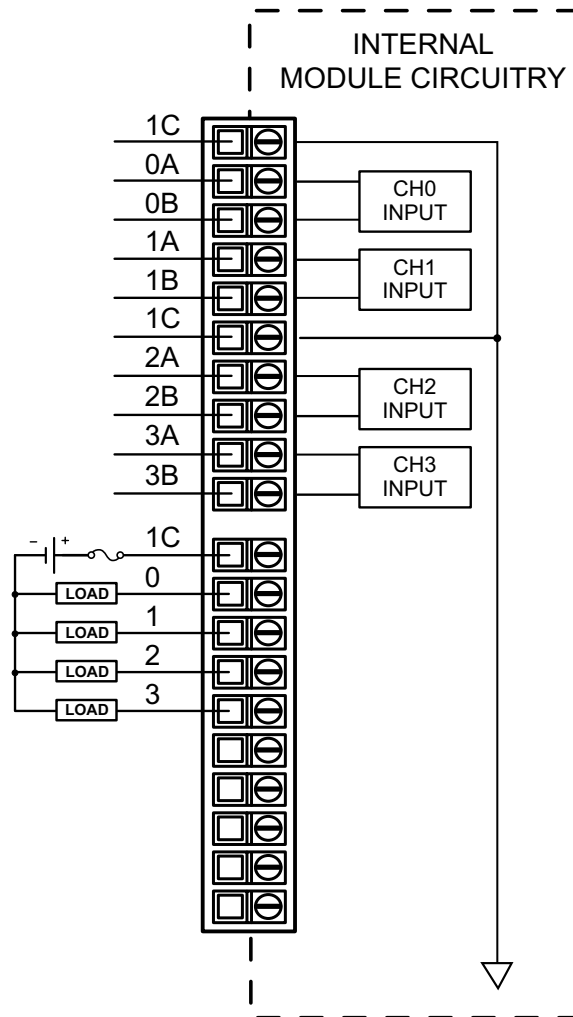 INTERNAL
MODULE CIRCUITRY
1C
0A
0B
CH0
INPUT
1A
1B
CH1
INPUT
1C
2A
2B
CH2
INPUT
3A
3B
CH3
INPUT
- +
1C
LOAD 0
LOAD 1
LOAD 2
LOAD 3